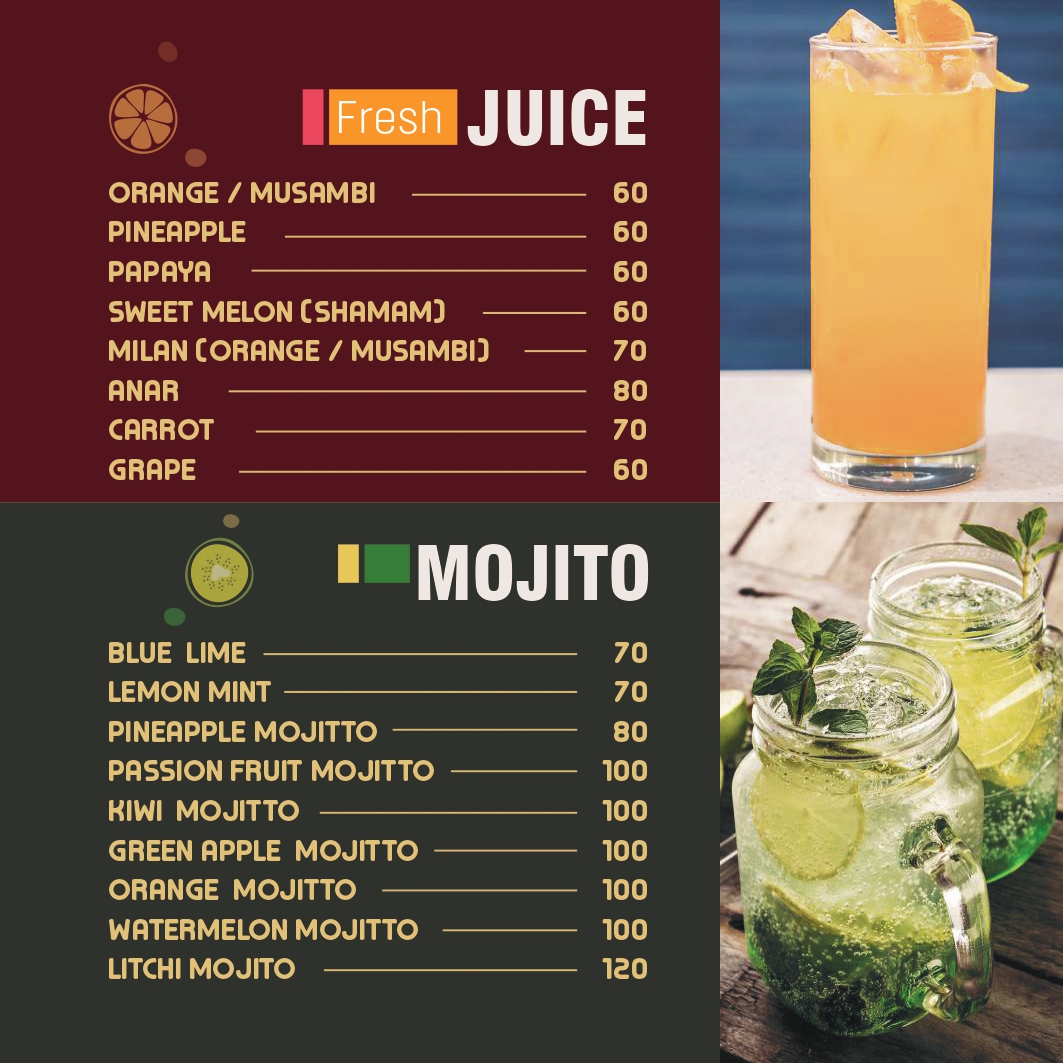 Fresh JUICE
ORANGE / MUSAMBI 60
PINEAPPLE 60
PAPAYA 60
SWEET MELON (SHAMAM) 60
MILAN (ORANGE / MUSAMBI) 70
ANAR 80
CARROT 70
GRAPE 60
MOJITO
BLUE LIME 70
LEMON MINT 70
PINEAPPLE MOJITTO 80
PASSION FRUIT MOJITTO 100
KIWI MOJITTO 100
GREEN APPLE MOJITTO 100
ORANGE MOJITTO 100
WATERMELON MOJITTO 100
LITCHI MOJITO 120